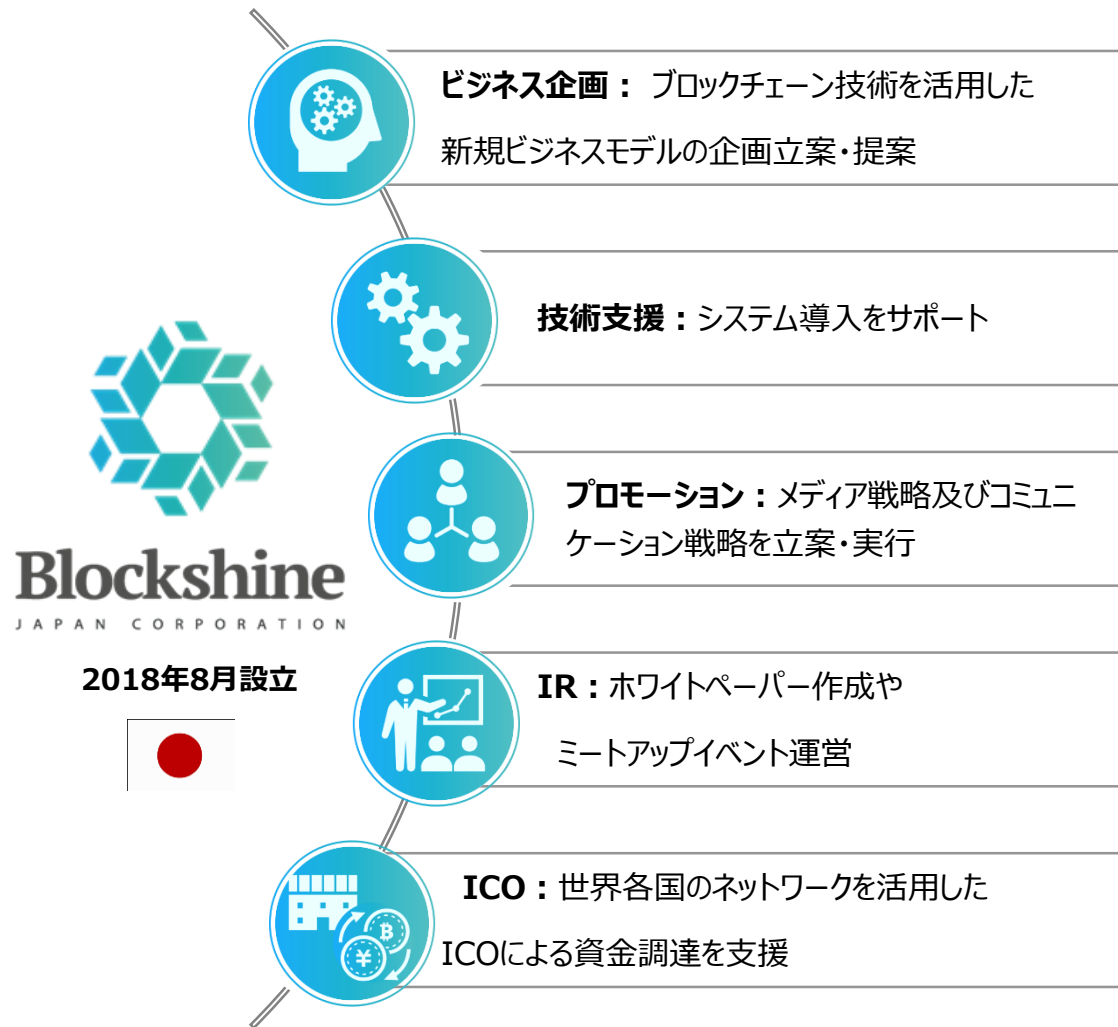 ビジネス企画： ブロックチェーン技術を活用した
新規ビジネスモデルの企画立案・提案
技術支援：システム導入をサポート
プロモーション：メディア戦略及びコミュニ
ケーション戦略を立案・実行
Blockshine
JAPAN CORPORATION
2018年8月設立
IR：ホワイトペーパー作成や
ミートアップイベント運営
ICO：世界各国のネットワークを活用した
ICOによる資金調達を支援